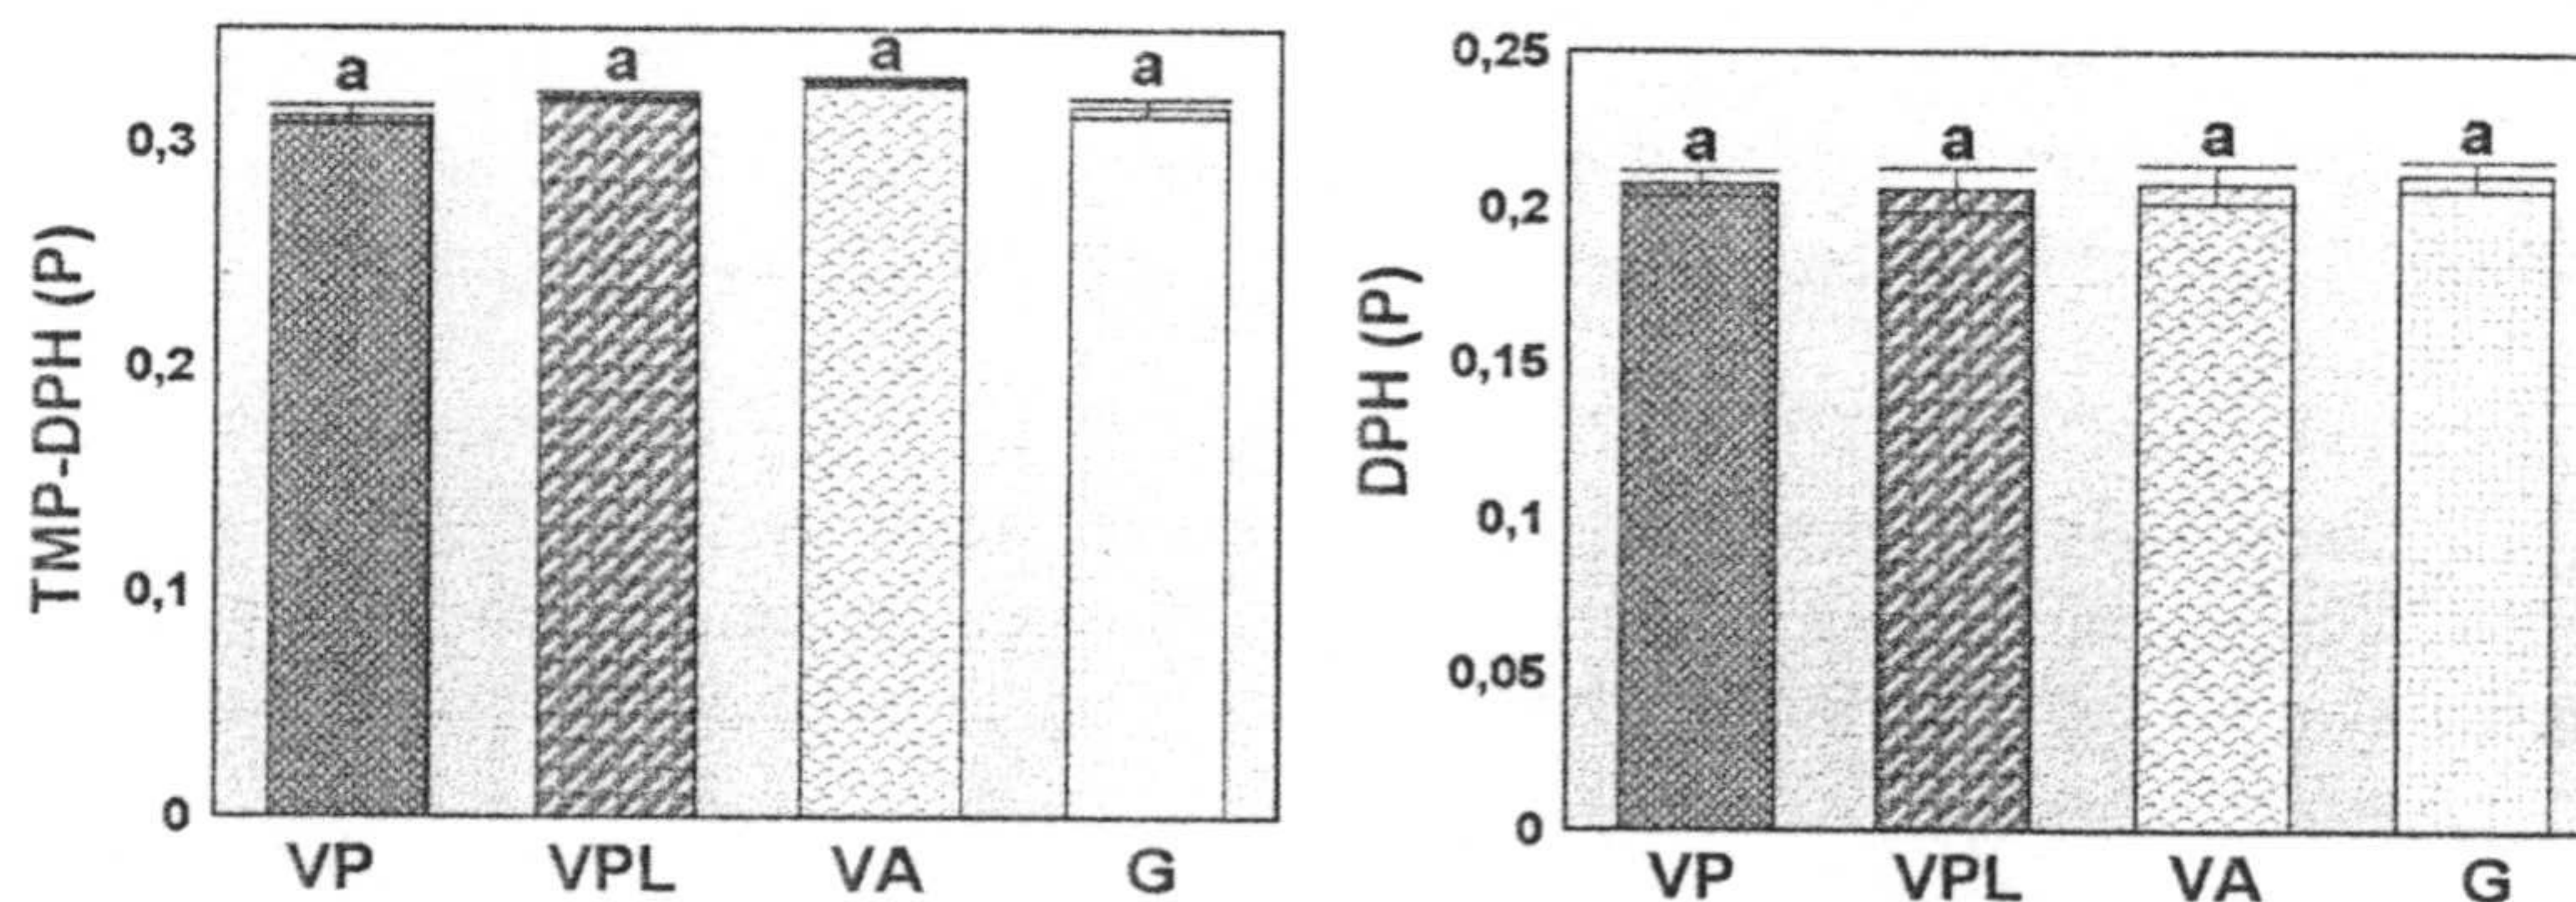 TMP-DPH (P)
0,3
0,2
0,1
0
a a a a
VP VPL VA G
DPH (P)
0,25
0,2
0,15
0,1
0,05
0
a a a a
VP VPL VA G